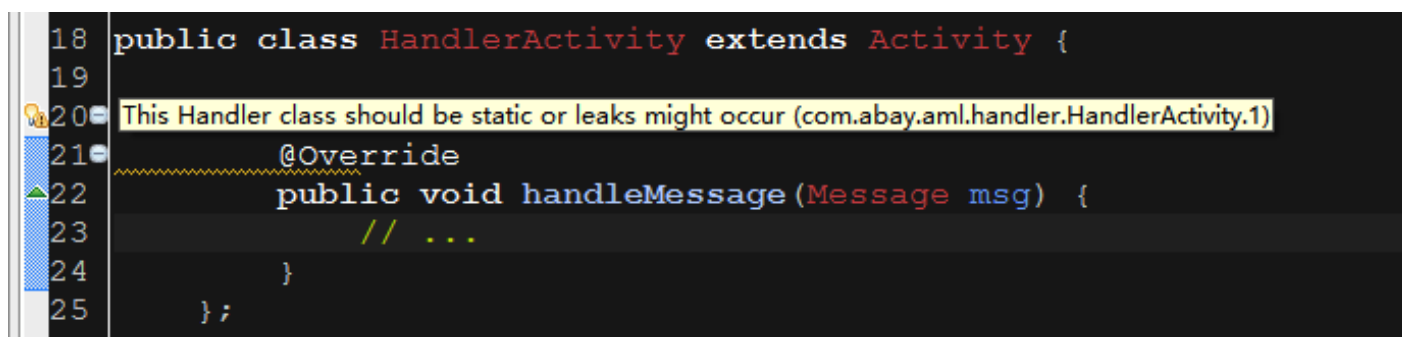 18 public class HandlerActivity extends Activity {
19
20 This Handler class should be static or leaks might occur (com.abay.aml.handler.HandlerActivity.1)
21 @Override
22 public void handleMessage(Message msg) {
23 // ...
24 }
25 };